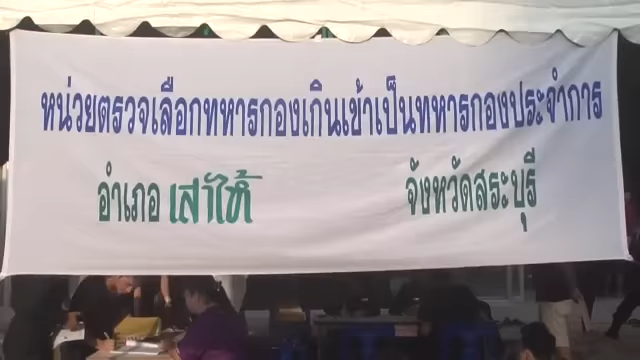 หน่วยตรวจเลือกทหารกองเกินเข้าเป็นทหารกองประจำการ
อำเภอ เสาไห้ จังหวัดสระบุรี